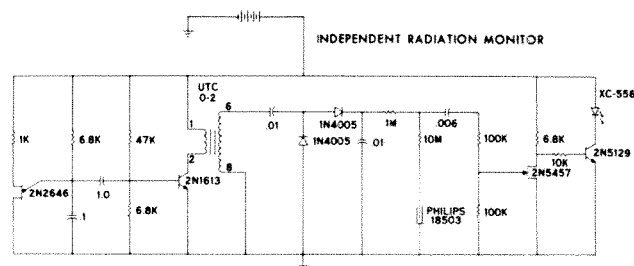 INDEPENDENT RADIATION MONITOR
UTC
O-2
XC-556
1
6
.01
1N4005
1M
.006
1K
6.8K
47K
1N4005
.01
10M
100K
6.8K
2
8
10K
2N5129
2N2646
1.0
2N1613
2N5457
.1
6.8K
PHILIPS
18503
100K